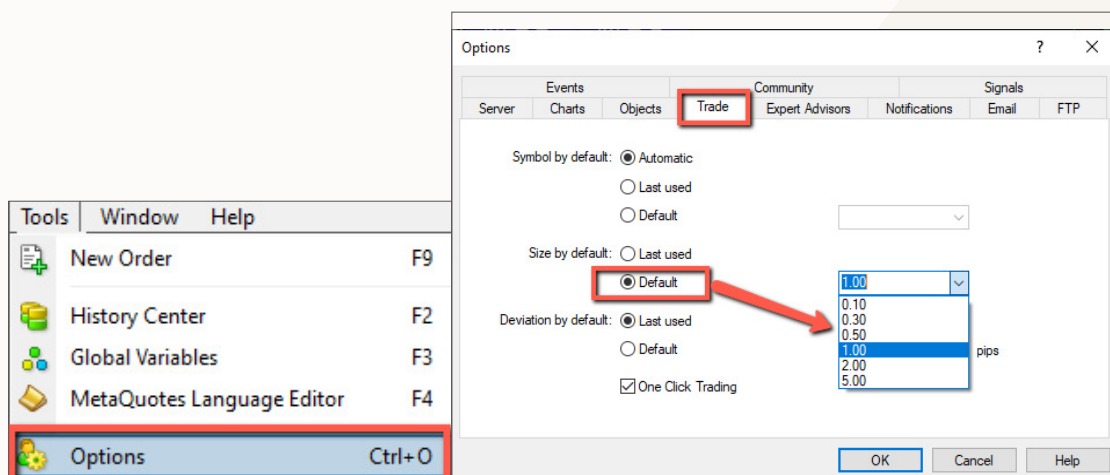 Tools Window Help
New Order F9
History Center F2
Global Variables F3
MetaQuotes Language Editor F4
Options Ctrl+O
Options ? X
Events Community Signals
Server Charts Objects Trade Expert Advisors Notifications Email FTP
Symbol by default: Automatic
Last used
Default
Size by default: Last used
Default 1.00
0.10
0.30
0.50
Deviation by default: Last used
1.00
Default pips
2.00
5.00
One Click Trading
OK Cancel Help